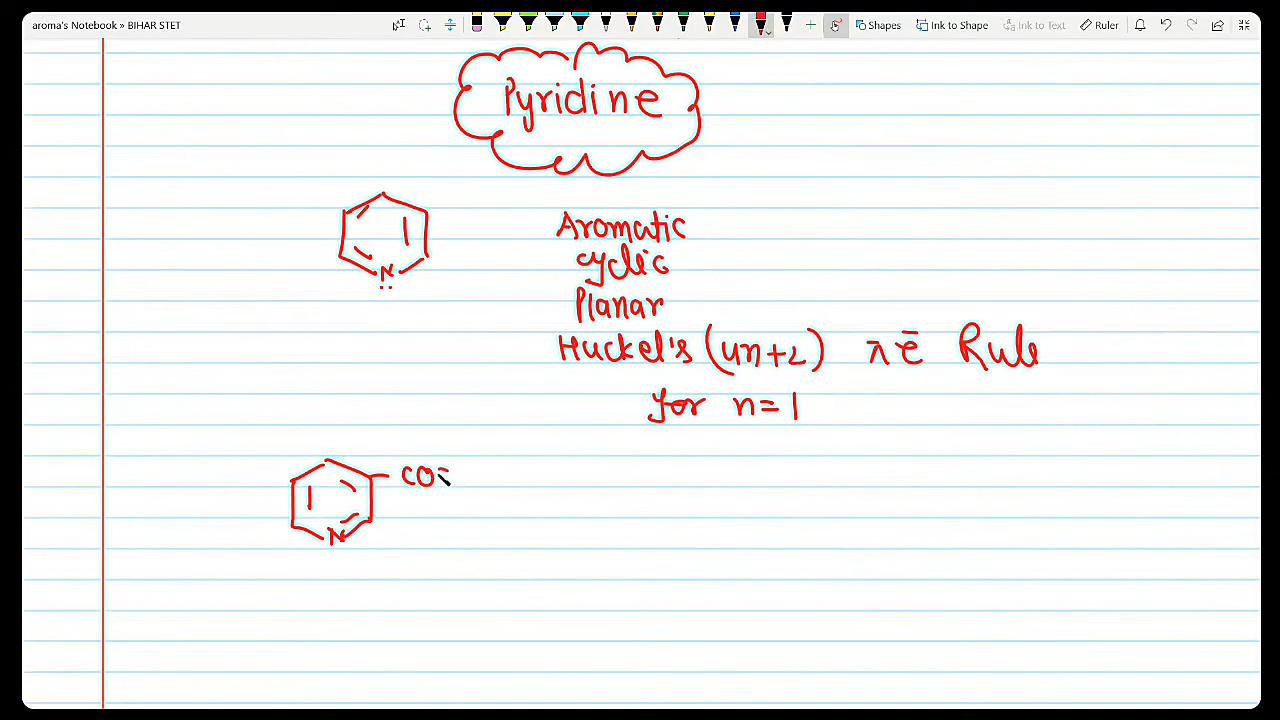 aroma's Notebook » BIHAR STET
Shapes Ink to Shape Ink to Text Ruler
Pyridine
N
Aromatic
cyclic
Planar
Huckel's (4n+2) πe̅ Rule
for n=1
CO
N